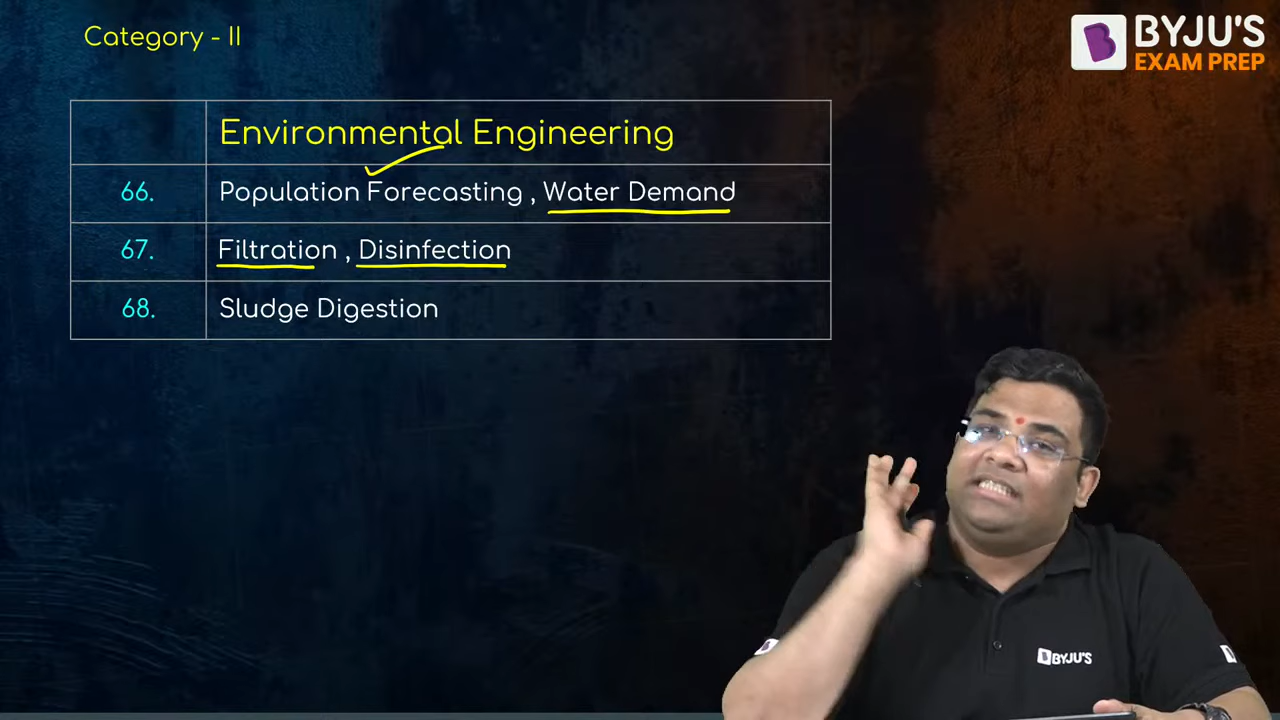 Category - II
BYJU'S
EXAM PREP
Environmental Engineering
66. Population Forecasting , Water Demand
67. Filtration , Disinfection
68. Sludge Digestion
BYJU'S